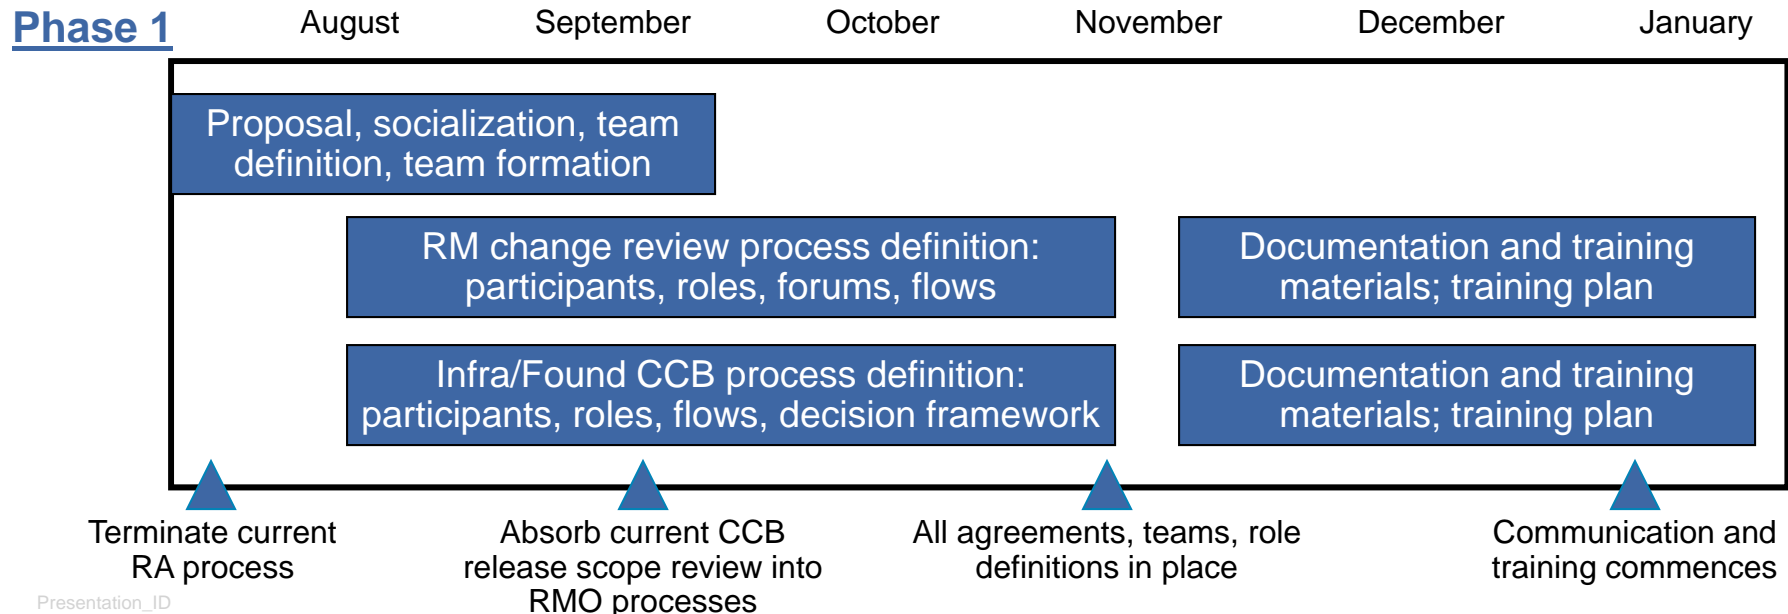 Phase 1
August September October November December January
Proposal, socialization, team
definition, team formation
RM change review process definition:
participants, roles, forums, flows
Documentation and training
materials; training plan
Infra/Found CCB process definition:
participants, roles, flows, decision framework
Documentation and training
materials; training plan
Terminate current
RA process
Absorb current CCB
release scope review into
RMO processes
All agreements, teams, role
definitions in place
Communication and
training commences
Presentation_ID